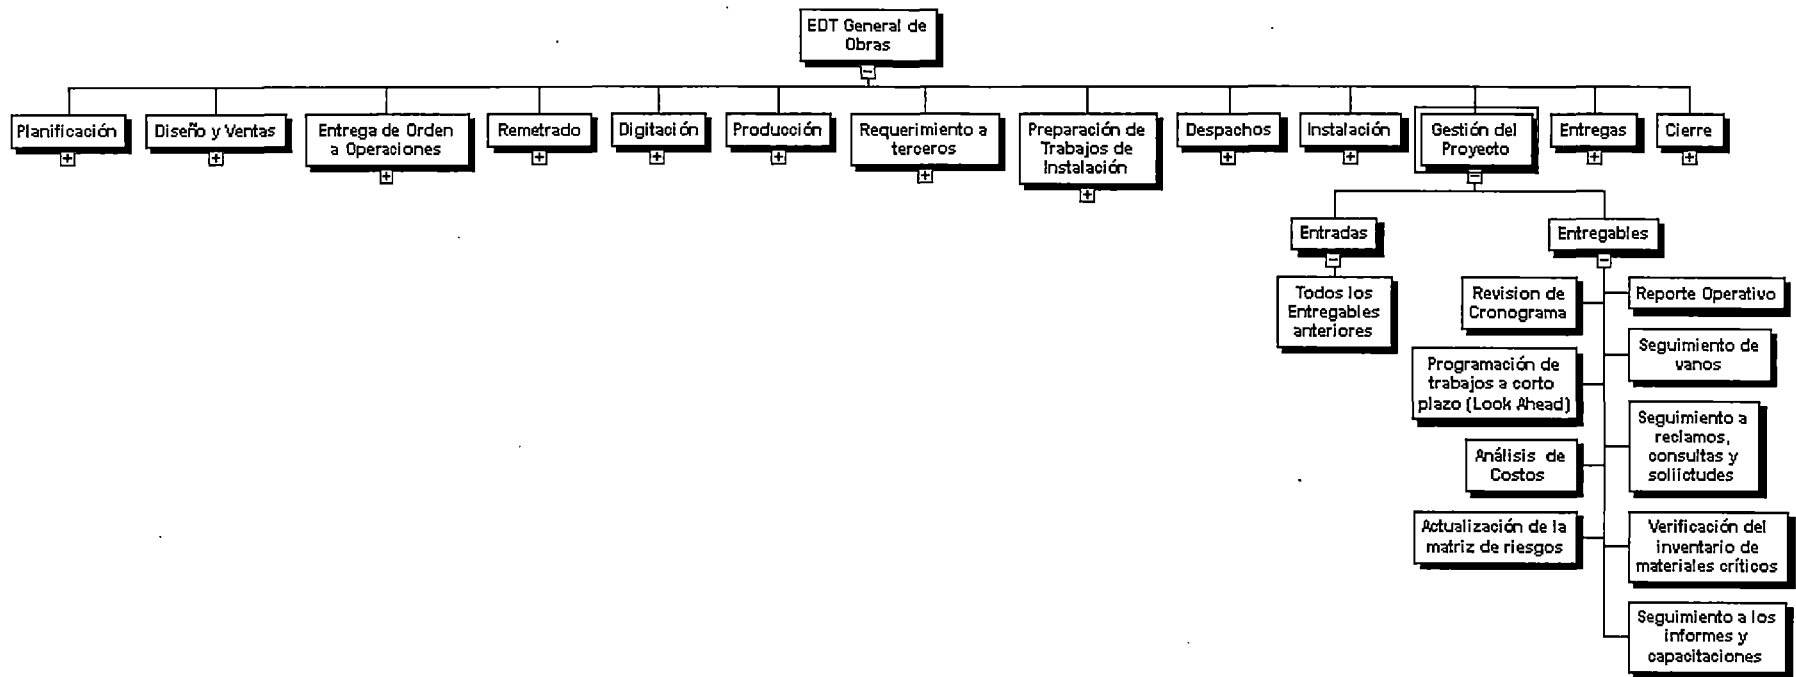 EDT General de
Obras
Planificación
Diseño y Ventas
Entrega de Orden
a Operaciones
Remetrado
Digitación
Producción
Requerimiento a
terceros
Preparación de
Trabajos de
Instalación
Despachos
Instalación
Gestión del
Proyecto
Entregas
Cierre
Entradas
Todos los
Entregables
anteriores
Entregables
Revision de
Cronograma
Reporte Operativo
Programación de
trabajos a corto
plazo (Look Ahead)
Seguimiento de
vanos
Análisis de
Costos
Seguimiento a
reclamos,
consultas y
soliictudes
Actualización de la
matriz de riesgos
Verificación del
inventario de
materiales críticos
Seguimiento a los
informes y
capacitaciones